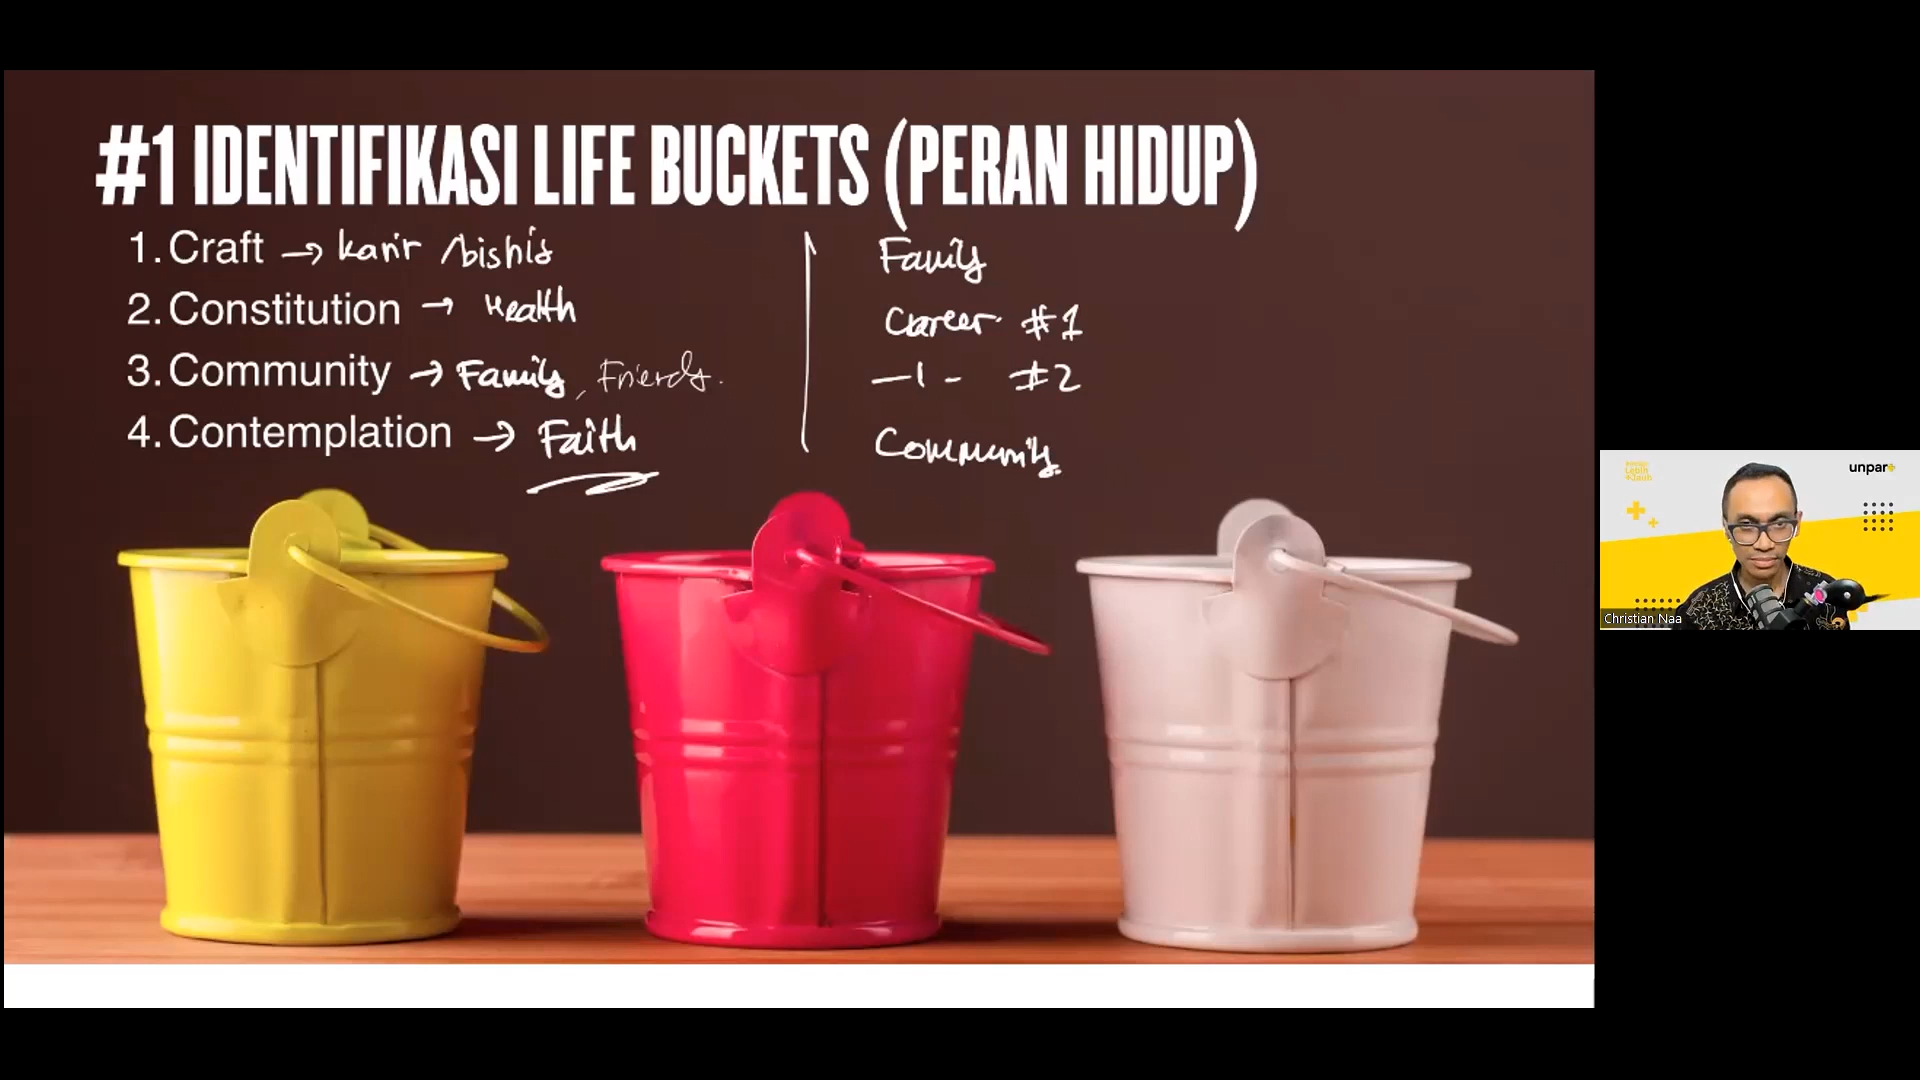 #1 IDENTIFIKASI LIFE BUCKETS (PERAN HIDUP)
1. Craft → karir / bisnis
2. Constitution → Health
3. Community → Family, Friends.
4. Contemplation → Faith
Family
Career #1
-1- #2
Community.
unpar+
Christian Naa